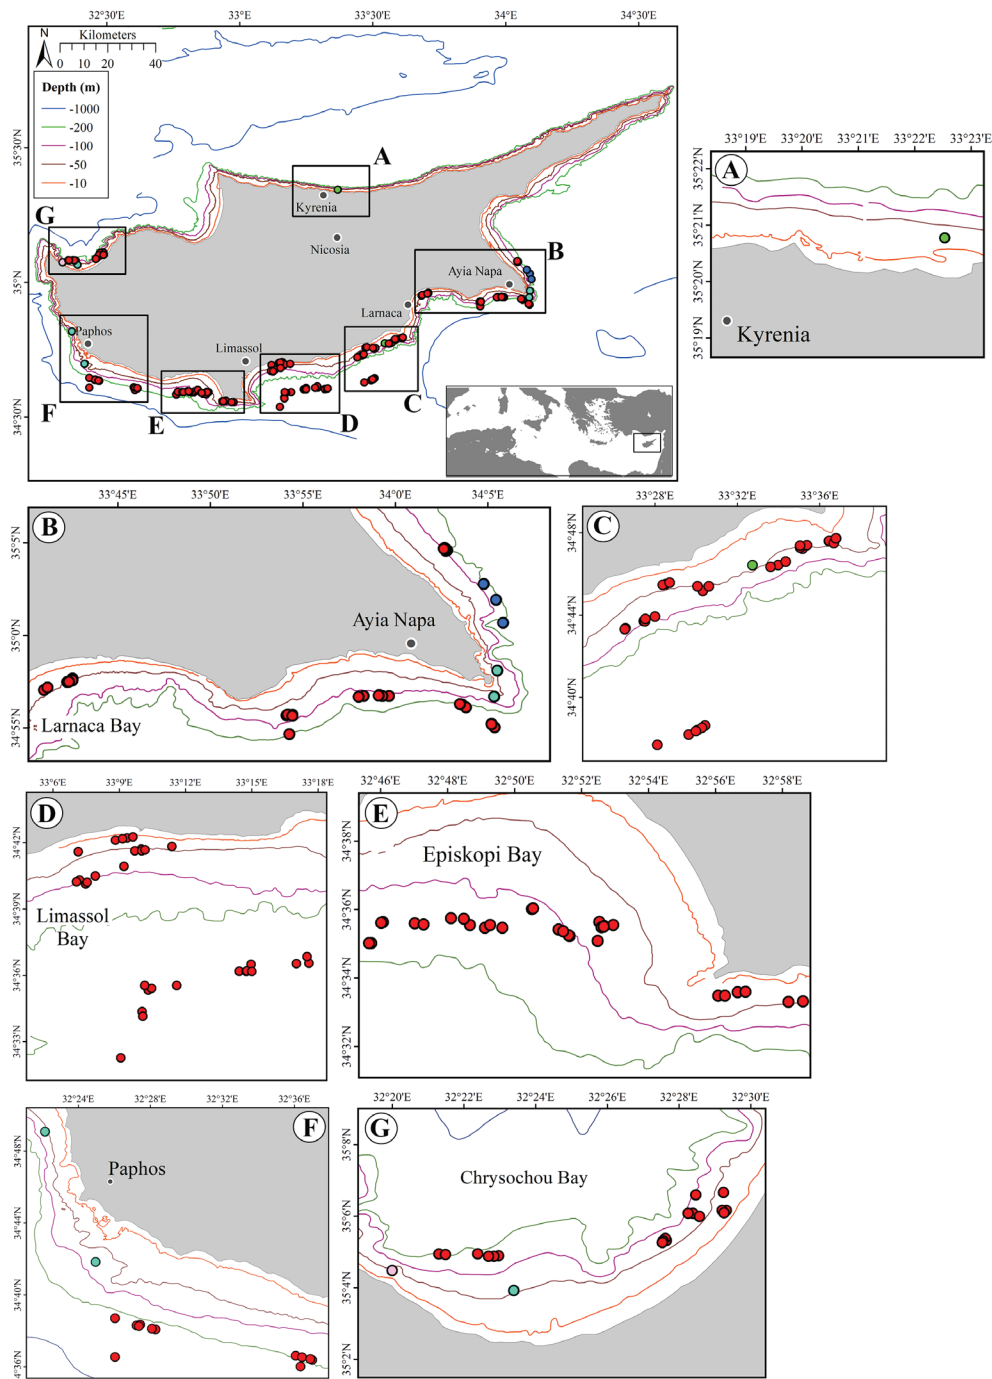 32°30'E 33°E 33°30'E 34°E 34°30'E
N
Kilometers
0 10 20 40
Depth (m)
-1000
-200
-100
-50
-10
35°30'N
35°N
34°30'N
A
G
B
F
E
D
C
Kyrenia
Nicosia
Ayia Napa
Larnaca
Limassol
Paphos
33°19'E 33°20'E 33°21'E 33°22'E 33°23'E
A
35°22'N
35°21'N
35°20'N
35°19'N
Kyrenia
33°45'E 33°50'E 33°55'E 34°0'E 34°5'E
B
35°5'N
35°0'N
34°55'N
Ayia Napa
Larnaca Bay
33°28'E 33°32'E 33°36'E
C
34°48'N
34°44'N
34°40'N
33°6'E 33°9'E 33°12'E 33°15'E 33°18'E
D
34°42'N
34°39'N
34°36'N
34°33'N
Limassol
Bay
32°46'E 32°48'E 32°50'E 32°52'E 32°54'E 32°56'E 32°58'E
E
34°38'N
34°36'N
34°34'N
34°32'N
Episkopi Bay
32°24'E 32°28'E 32°32'E 32°36'E
F
34°48'N
34°44'N
34°40'N
4°36'N
Paphos
32°20'E 32°22'E 32°24'E 32°26'E 32°28'E 32°30'E
G
35°8'N
35°6'N
35°4'N
35°2'N
Chrysochou Bay